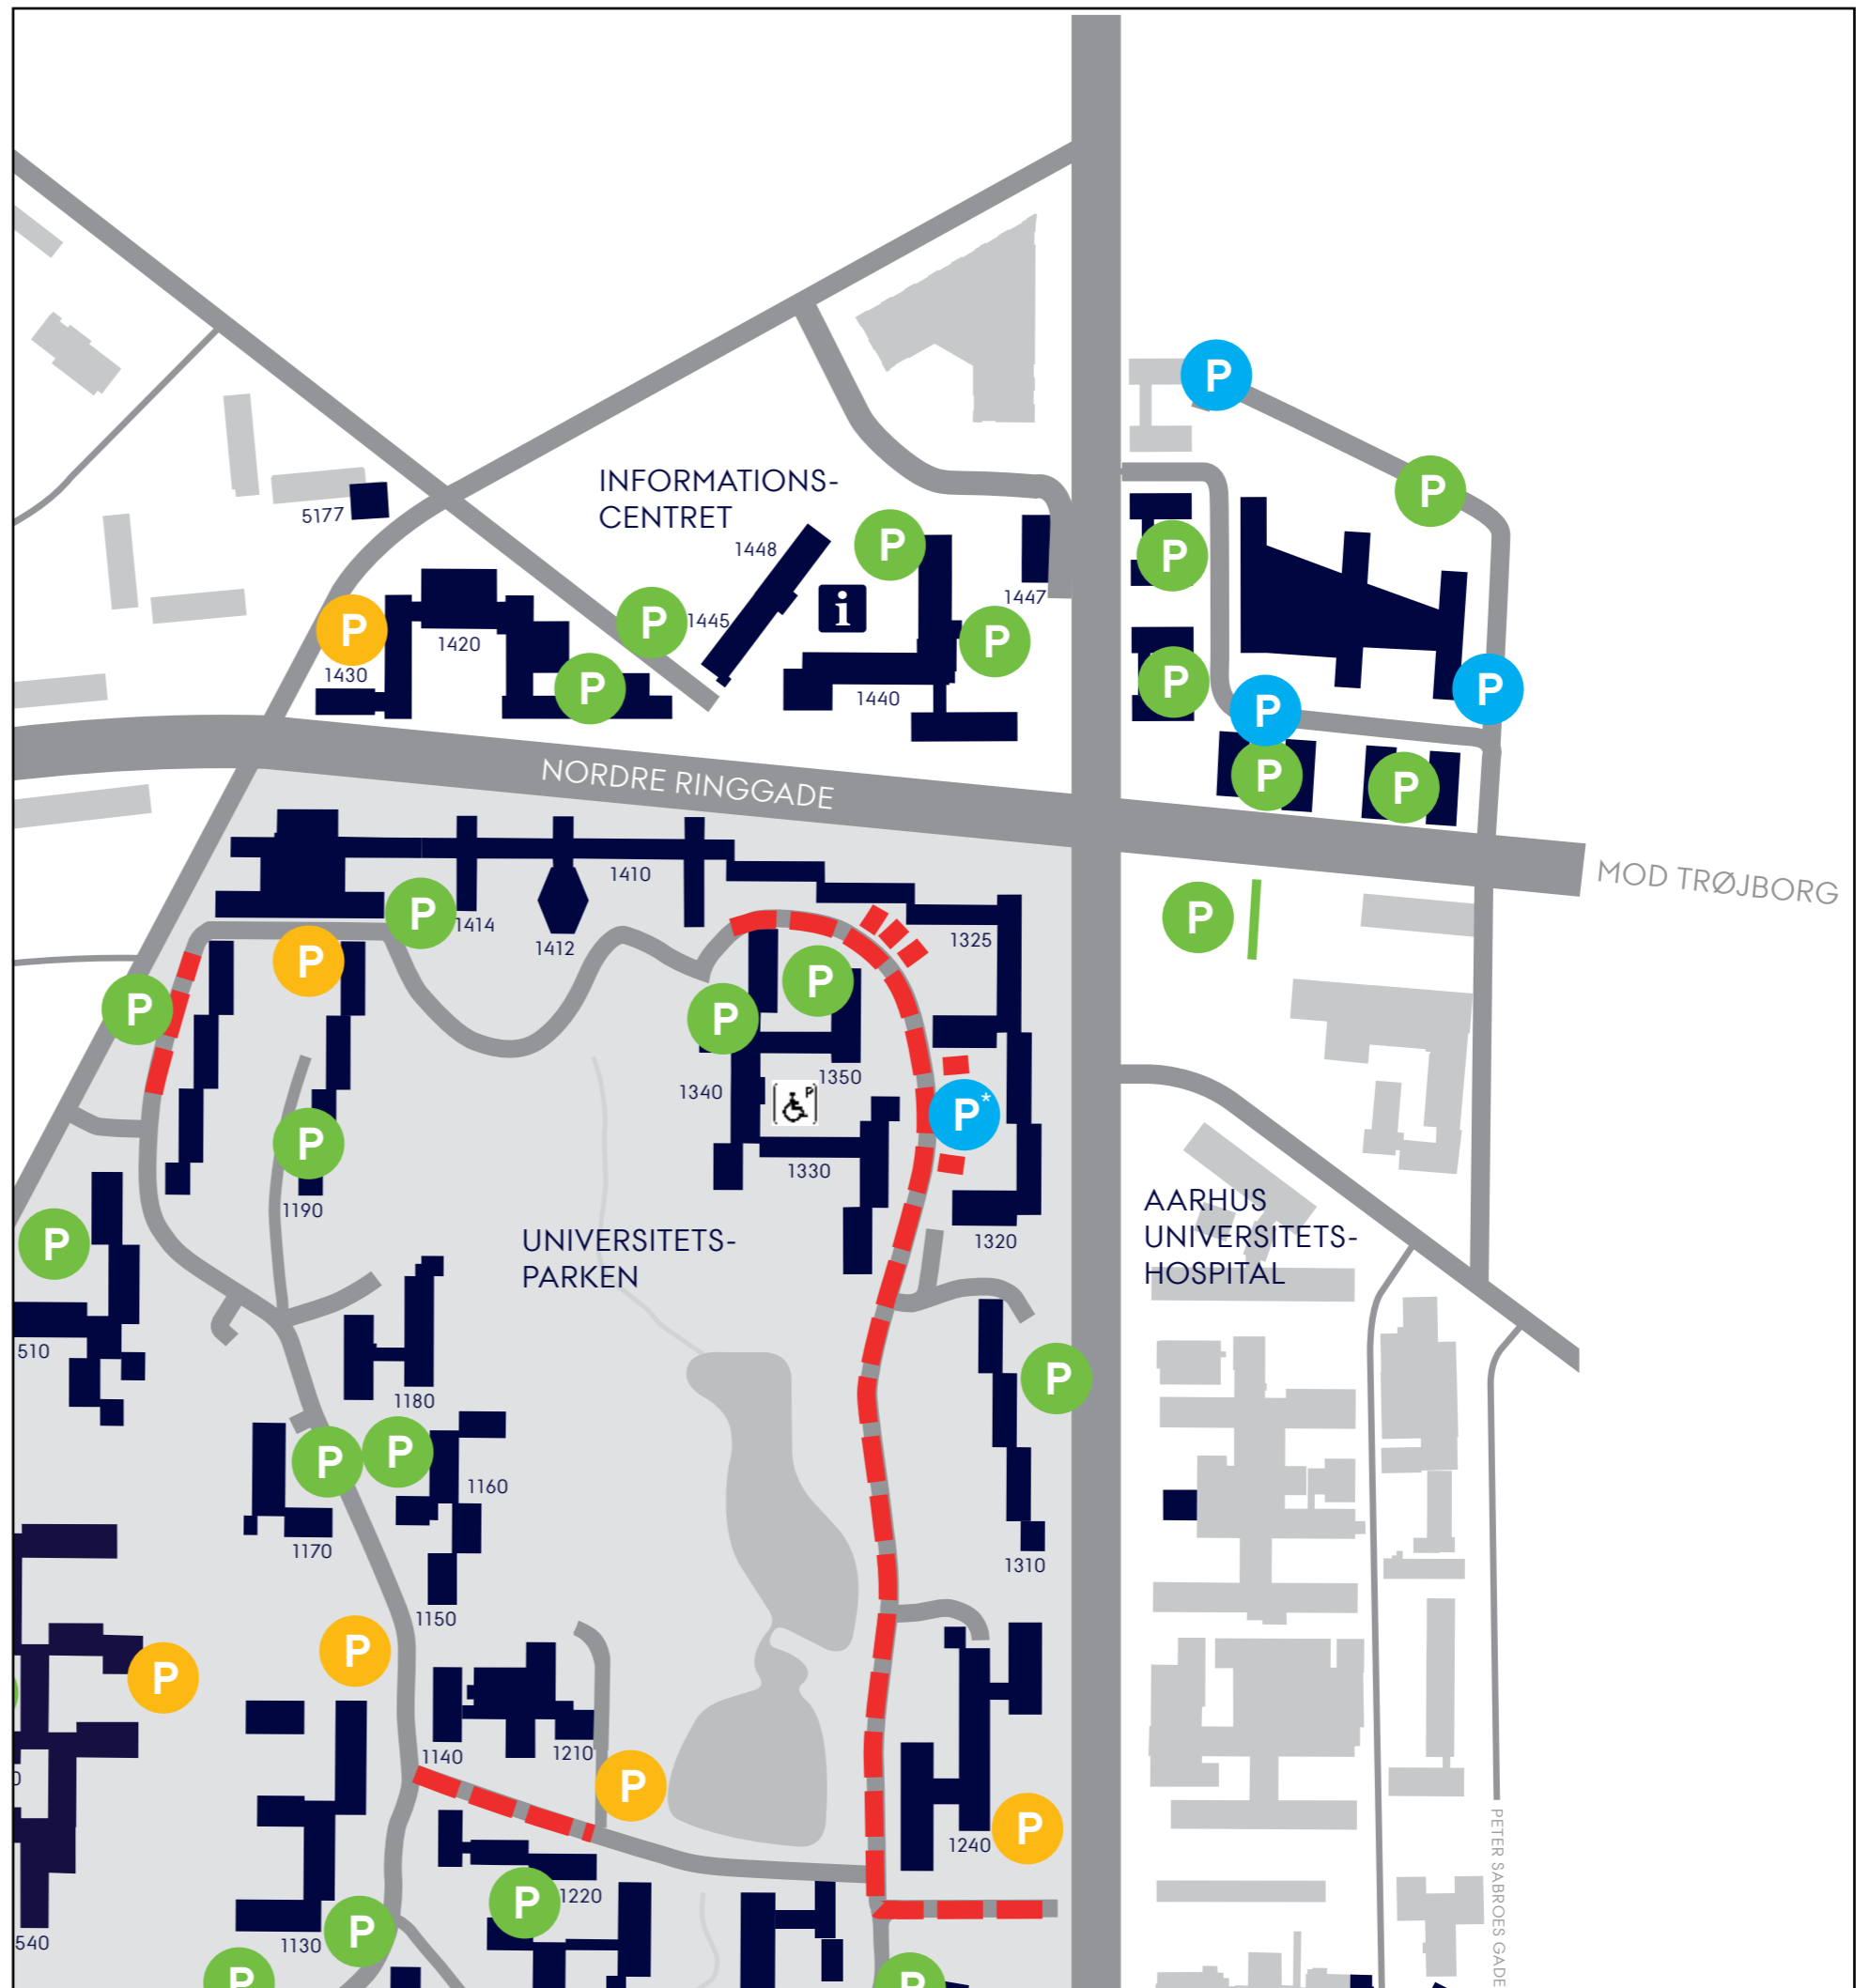 P
P
INFORMATIONS-
CENTRET
5177
1448
P
P
i
1447
P
P
1445
P
1420
1430
P
P
1440
P
P
P
P
P
NORDRE RINGGADE
MOD TRØJBORG
1410
P
1414
1412
1325
P
P
P
P
P
1340
1350
P
P*
P
1330
1190
1320
P
UNIVERSITETS-
PARKEN
AARHUS
UNIVERSITETS-
HOSPITAL
510
1180
P
P
P
1160
1170
1310
1150
P
P
1140
1210
P
P
1240
PETER SABROES GADE
P
1220
P
1130
540
P
P